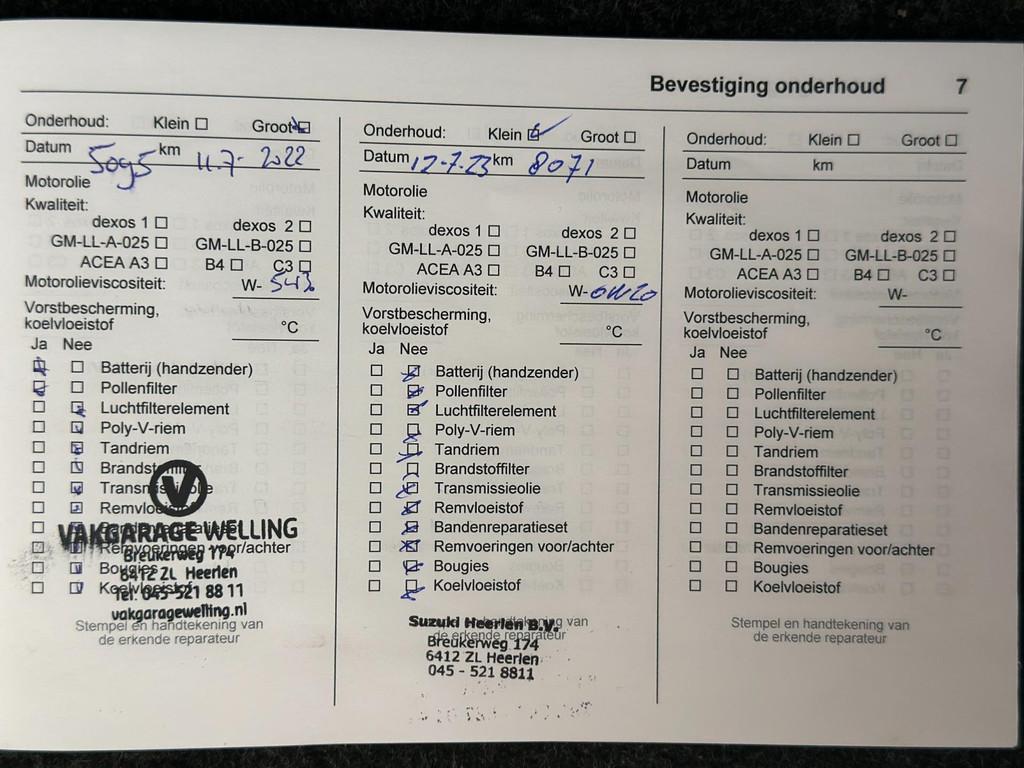 Bevestiging onderhoud 7
Onderhoud: Klein Groot
Datum 5095 km 11.7- 2022
Motorolie
Kwaliteit:
dexos 1 dexos 2
GM-LL-A-025 GM-LL-B-025
ACEA A3 B4 C3
Motorolieviscositeit: W-
Vorstbescherming,
koelvloeistof °C
Ja Nee
Batterij (handzender)
Pollenfilter
Luchtfilterelement
Poly-V-riem
Tandriem
Brandstoffilter
Transmissieolie
Remvloeistof
Bandenreparatieset
Remvoeringen voor/achter
Bougies
Koelvloeistof
VAKGARAGE WELLING
Breukerweg 174
6412 ZL Heerlen
Tel. 045-521 88 11
vakgaragewelling.nl
Stempel en handtekening van
de erkende reparateur
Onderhoud: Klein Groot
Datum 12-7-23 km 8071
Motorolie
Kwaliteit:
dexos 1 dexos 2
GM-LL-A-025 GM-LL-B-025
ACEA A3 B4 C3
Motorolieviscositeit: W-0W20
Vorstbescherming,
koelvloeistof °C
Ja Nee
Batterij (handzender)
Pollenfilter
Luchtfilterelement
Poly-V-riem
Tandriem
Brandstoffilter
Transmissieolie
Remvloeistof
Bandenreparatieset
Remvoeringen voor/achter
Bougies
Koelvloeistof
Suzuki Heerlen B.V.
de erkende reparateur
Breukerweg 174
6412 ZL Heerlen
045 - 521 8811
Onderhoud: Klein Groot
Datum km
Motorolie
Kwaliteit:
dexos 1 dexos 2
GM-LL-A-025 GM-LL-B-025
ACEA A3 B4 C3
Motorolieviscositeit: W-
Vorstbescherming,
koelvloeistof °C
Ja Nee
Batterij (handzender)
Pollenfilter
Luchtfilterelement
Poly-V-riem
Tandriem
Brandstoffilter
Transmissieolie
Remvloeistof
Bandenreparatieset
Remvoeringen voor/achter
Bougies
Koelvloeistof
Stempel en handtekening van
de erkende reparateur